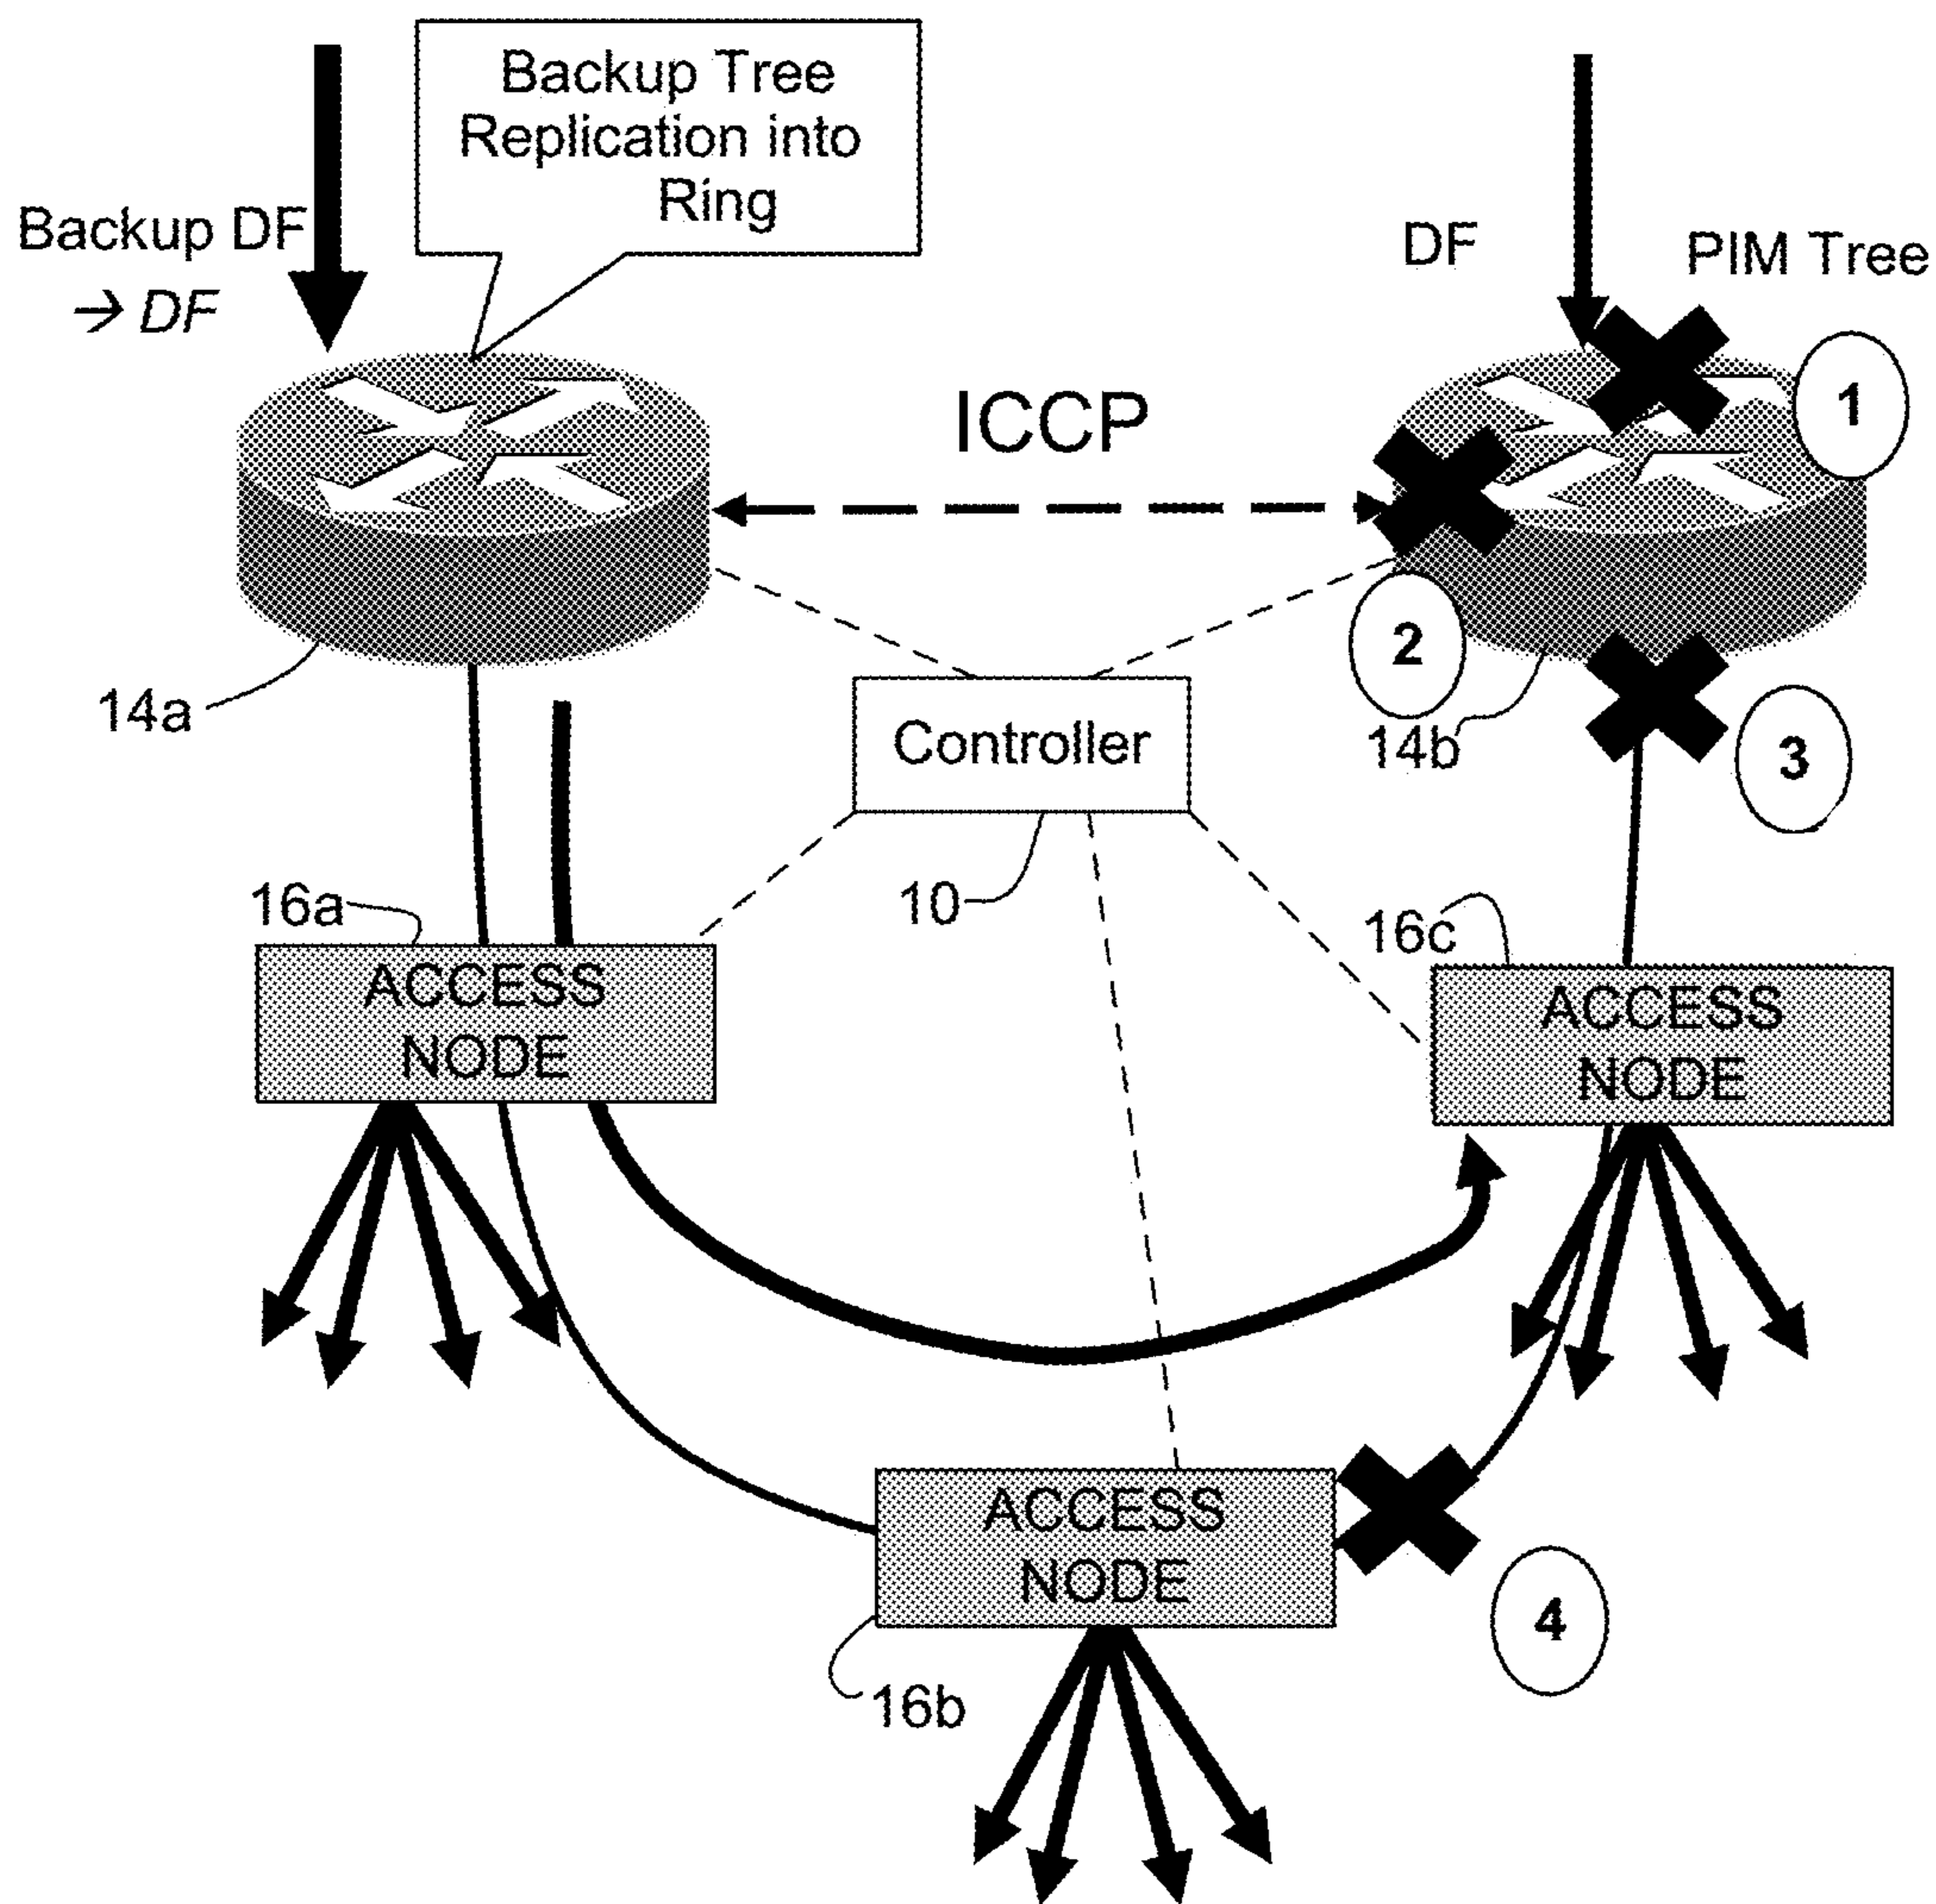 Backup Tree
Replication into
Ring
Backup DF
→ DF
DF
PIM Tree
ICCP
1
2
3
14a
Controller
14b
10
16a
16c
ACCESS
NODE
ACCESS
NODE
ACCESS
NODE
4
16b